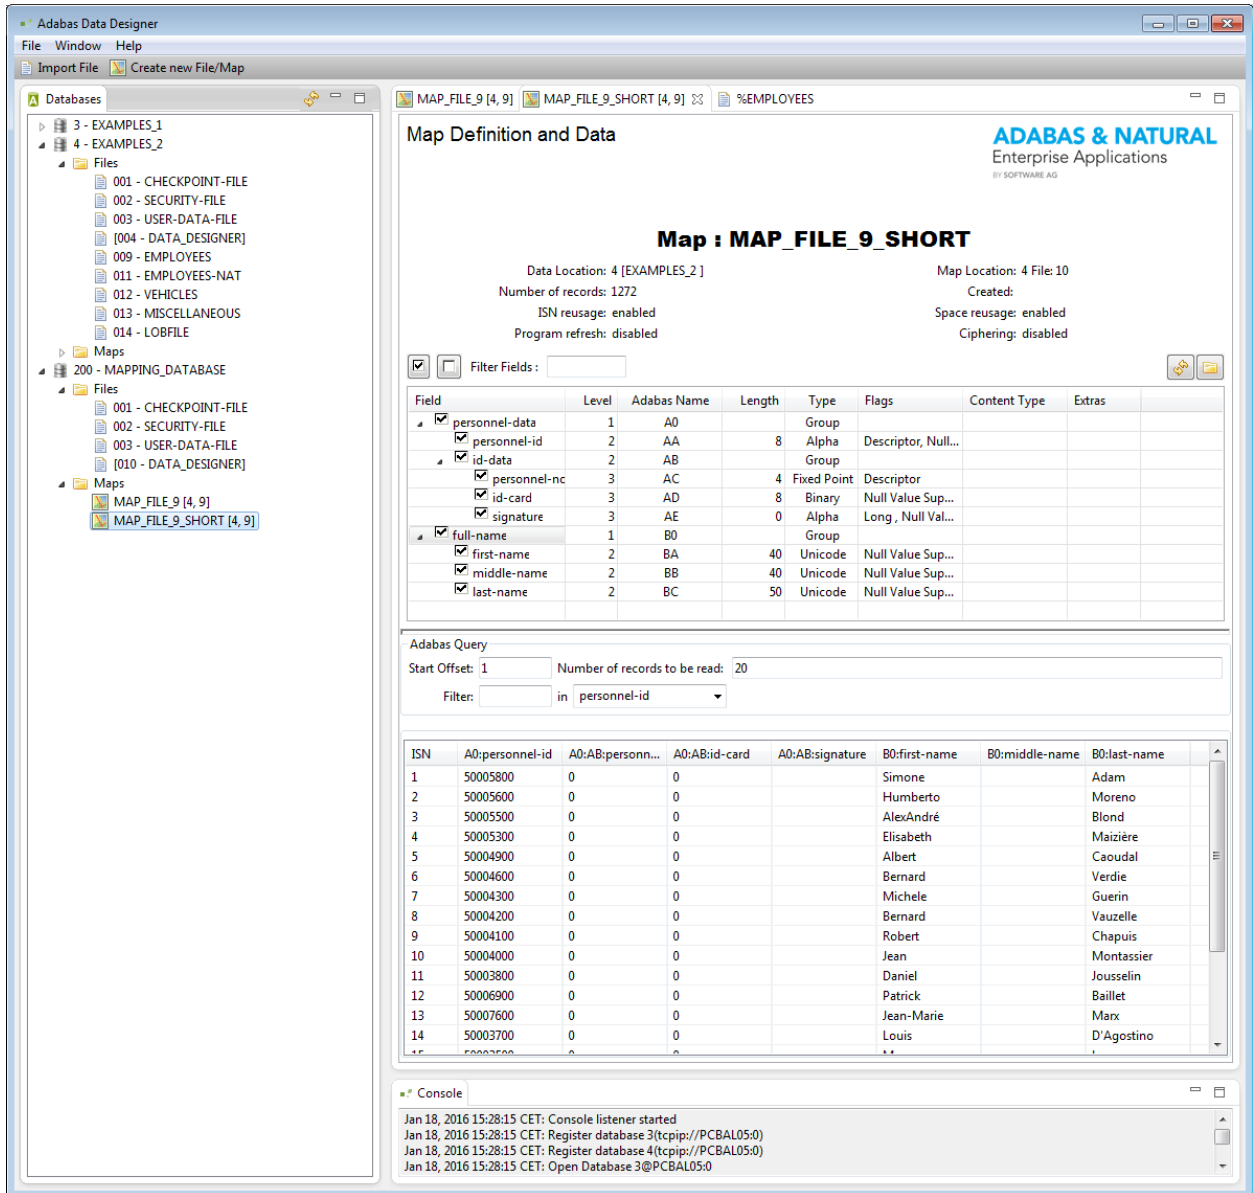 Adabas Data Designer
File Window Help
Import File Create new File/Map
Databases
3 - EXAMPLES_1
4 - EXAMPLES_2
Files
001 - CHECKPOINT-FILE
002 - SECURITY-FILE
003 - USER-DATA-FILE
[004 - DATA_DESIGNER]
009 - EMPLOYEES
011 - EMPLOYEES-NAT
012 - VEHICLES
013 - MISCELLANEOUS
014 - LOBFILE
Maps
200 - MAPPING_DATABASE
Files
001 - CHECKPOINT-FILE
002 - SECURITY-FILE
003 - USER-DATA-FILE
[010 - DATA_DESIGNER]
Maps
MAP_FILE_9 [4, 9]
MAP_FILE_9_SHORT [4, 9]
MAP_FILE_9 [4, 9] MAP_FILE_9_SHORT [4, 9] %EMPLOYEES
Map Definition and Data
ADABAS & NATURAL
Enterprise Applications
BY SOFTWARE AG
Map : MAP_FILE_9_SHORT
Data Location: 4 [EXAMPLES_2 ] Map Location: 4 File: 10
Number of records: 1272 Created:
ISN reusage: enabled Space reusage: enabled
Program refresh: disabled Ciphering: disabled
Filter Fields :
Field Level Adabas Name Length Type Flags Content Type Extras
personnel-data 1 A0 Group
personnel-id 2 AA 8 Alpha Descriptor, Null...
id-data 2 AB Group
personnel-nc 3 AC 4 Fixed Point Descriptor
id-card 3 AD 8 Binary Null Value Sup...
signature 3 AE 0 Alpha Long , Null Val...
full-name 1 B0 Group
first-name 2 BA 40 Unicode Null Value Sup...
middle-name 2 BB 40 Unicode Null Value Sup...
last-name 2 BC 50 Unicode Null Value Sup...
Adabas Query
Start Offset: 1 Number of records to be read: 20
Filter: in personnel-id
ISN A0:personnel-id A0:AB:personn... A0:AB:id-card A0:AB:signature B0:first-name B0:middle-name B0:last-name
1 50005800 0 0 Simone Adam
2 50005600 0 0 Humberto Moreno
3 50005500 0 0 AlexAndré Blond
4 50005300 0 0 Elisabeth Maizière
5 50004900 0 0 Albert Caoudal
6 50004600 0 0 Bernard Verdie
7 50004300 0 0 Michele Guerin
8 50004200 0 0 Bernard Vauzelle
9 50004100 0 0 Robert Chapuis
10 50004000 0 0 Jean Montassier
11 50003800 0 0 Daniel Jousselin
12 50006900 0 0 Patrick Baillet
13 50007600 0 0 Jean-Marie Marx
14 50003700 0 0 Louis D'Agostino
Console
Jan 18, 2016 15:28:15 CET: Console listener started
Jan 18, 2016 15:28:15 CET: Register database 3(tcpip://PCBAL05:0)
Jan 18, 2016 15:28:15 CET: Register database 4(tcpip://PCBAL05:0)
Jan 18, 2016 15:28:15 CET: Open Database 3@PCBAL05:0